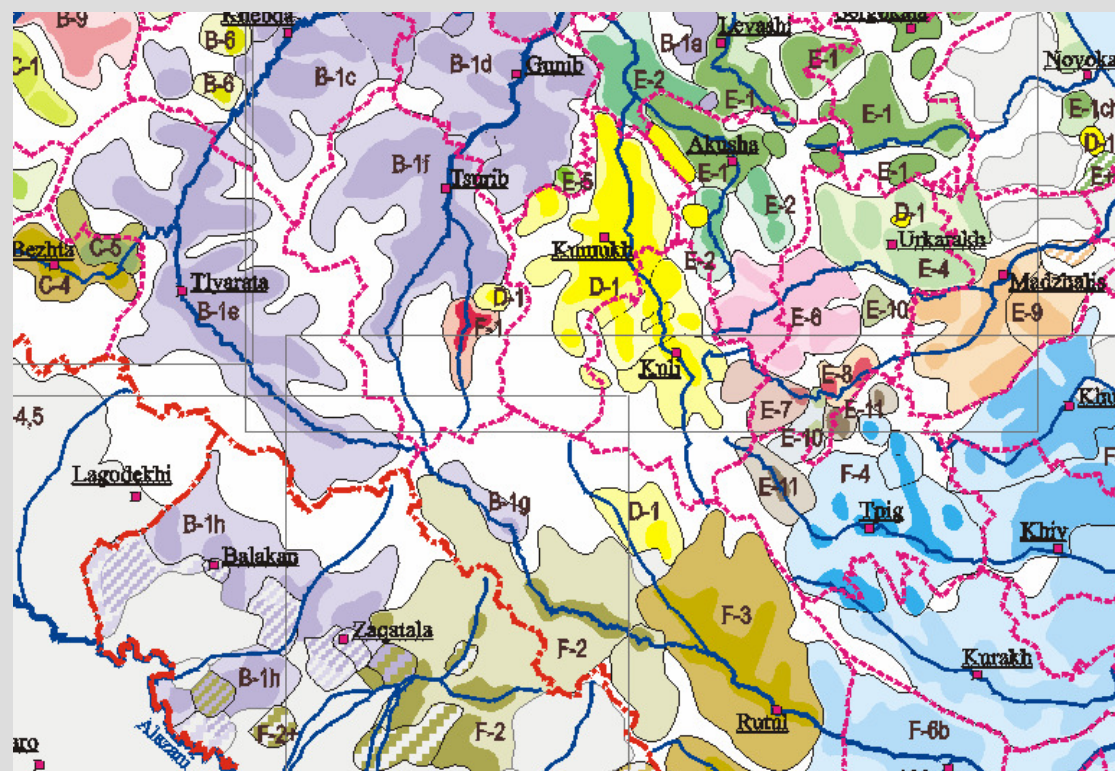 B-9
B-6
Levashi
B-1a
E-1
C-1
B-6
B-1c
B-1d
Gunib
E-2
E-1
E-1
B-1f
Akusha
E-1
D-1
Tsurib
E-5
E-1
E-2
D-1
Urkarakh
Bezhta
C-5
C-4
Kumukh
E-2
E-4
Tlyarata
B-1e
D-1
D-1
E-10
Madzhalis
E-9
E-6
Kuli
E-8
E-7
E-11
E-10
4,5
Lagodekhi
B-1g
D-1
E-11
F-4
Tpig
B-1h
Balakan
Khiv
Zaqatala
F-2
F-3
Kurakh
B-1h
F-2+
F-2
Rutul
F-6b
Alazani